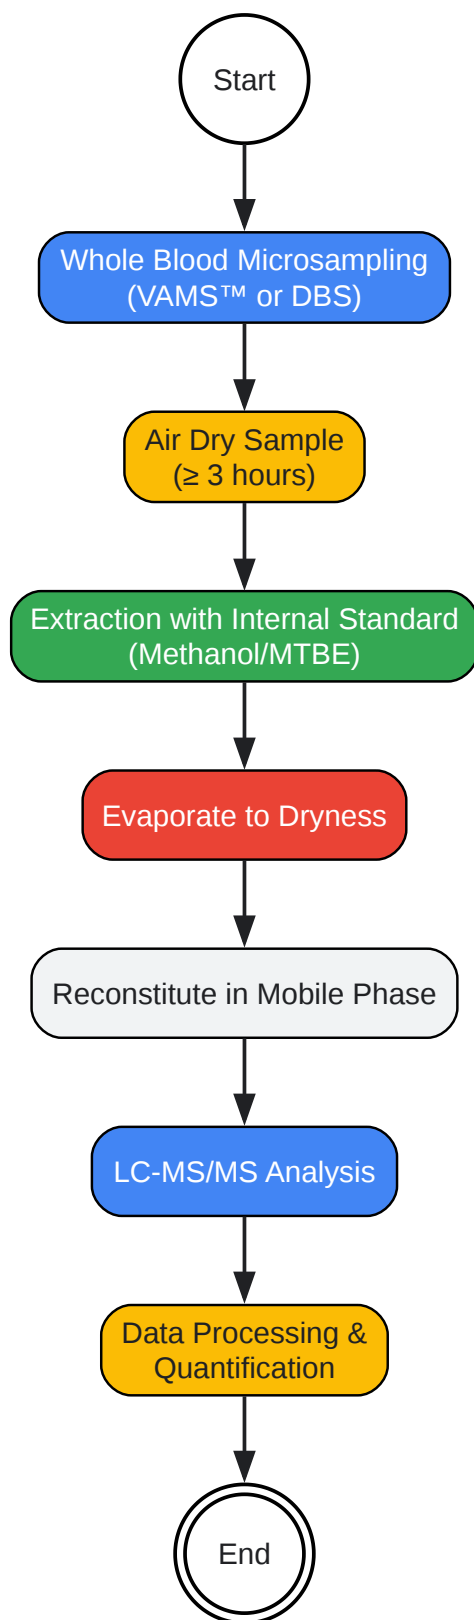 Start
Whole Blood Microsampling
(VAMS™ or DBS)
Air Dry Sample
(≥ 3 hours)
Extraction with Internal Standard
(Methanol/MTBE)
Evaporate to Dryness
Reconstitute in Mobile Phase
LC-MS/MS Analysis
Data Processing &
Quantification
End